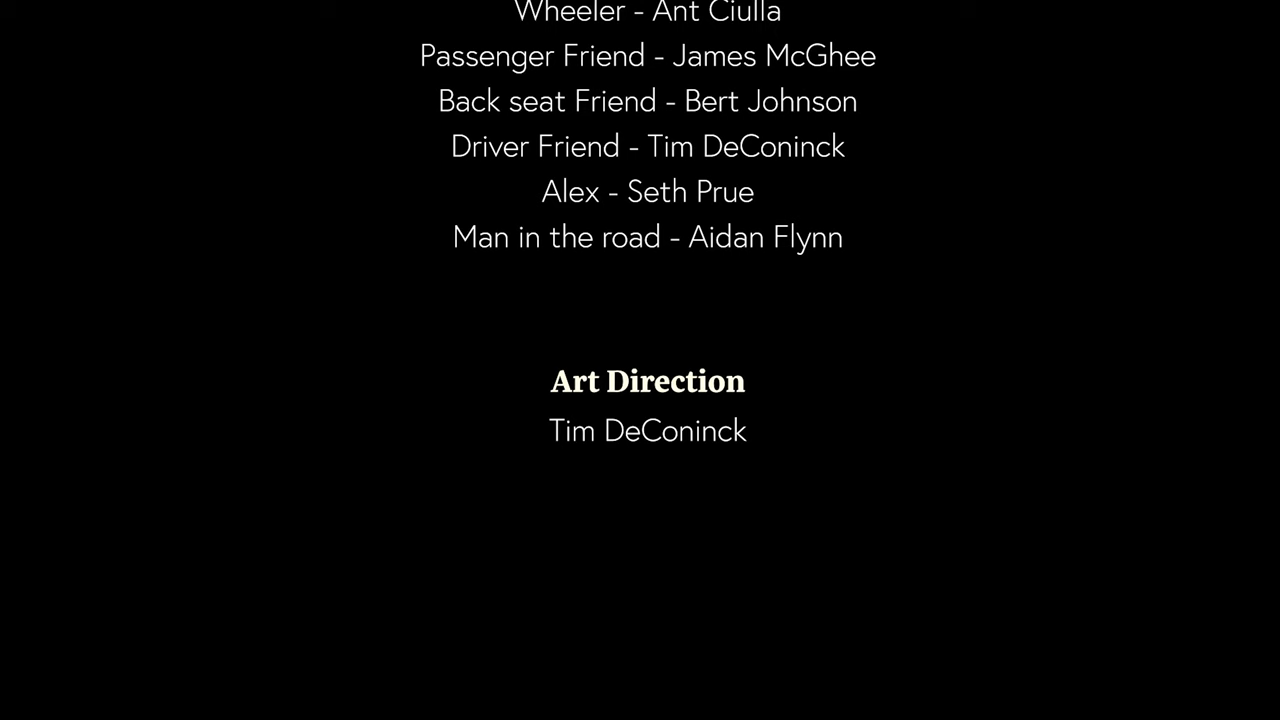 Wheeler - Ant Ciulla
Passenger Friend - James McGhee
Back seat Friend - Bert Johnson
Driver Friend - Tim DeConinck
Alex - Seth Prue
Man in the road - Aidan Flynn
Art Direction
Tim DeConinck